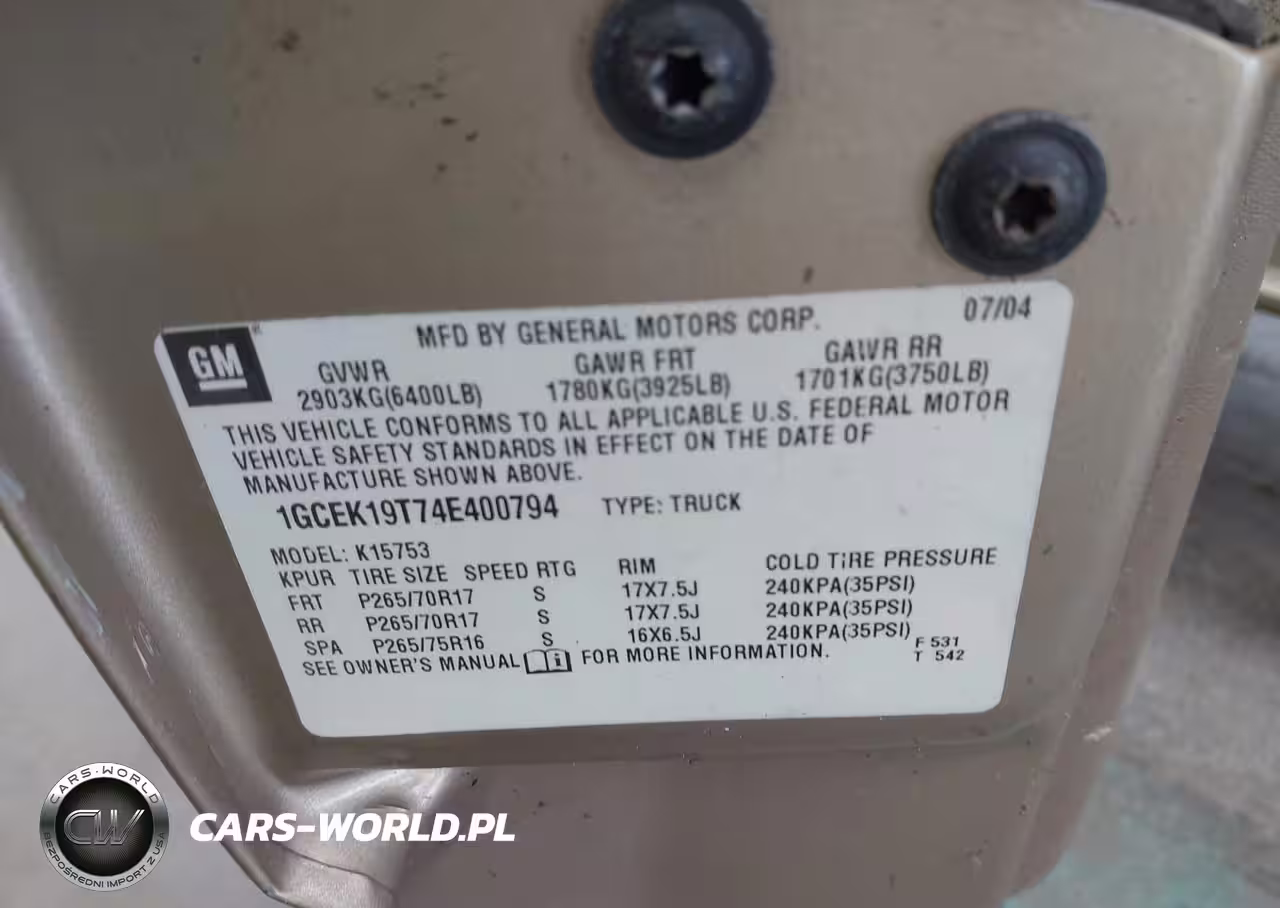 07/04
GM
MFD BY GENERAL MOTORS CORP.
GVWR GAWR FRT GAWR RR
2903KG(6400LB) 1780KG(3925LB) 1701KG(3750LB)
THIS VEHICLE CONFORMS TO ALL APPLICABLE U.S. FEDERAL MOTOR
VEHICLE SAFETY STANDARDS IN EFFECT ON THE DATE OF
MANUFACTURE SHOWN ABOVE.
1GCEK19T74E400794 TYPE: TRUCK
MODEL: K15753
KPUR TIRE SIZE SPEED RTG RIM COLD TIRE PRESSURE
FRT P265/70R17 S 17X7.5J 240KPA(35PSI)
RR P265/70R17 S 17X7.5J 240KPA(35PSI)
SPA P265/75R16 S 16X6.5J 240KPA(35PSI)
F 531
SEE OWNER'S MANUAL FOR MORE INFORMATION.
T 542
CARS-WORLD
CW
BEZPOŚREDNI IMPORT Z USA
CARS-WORLD.PL